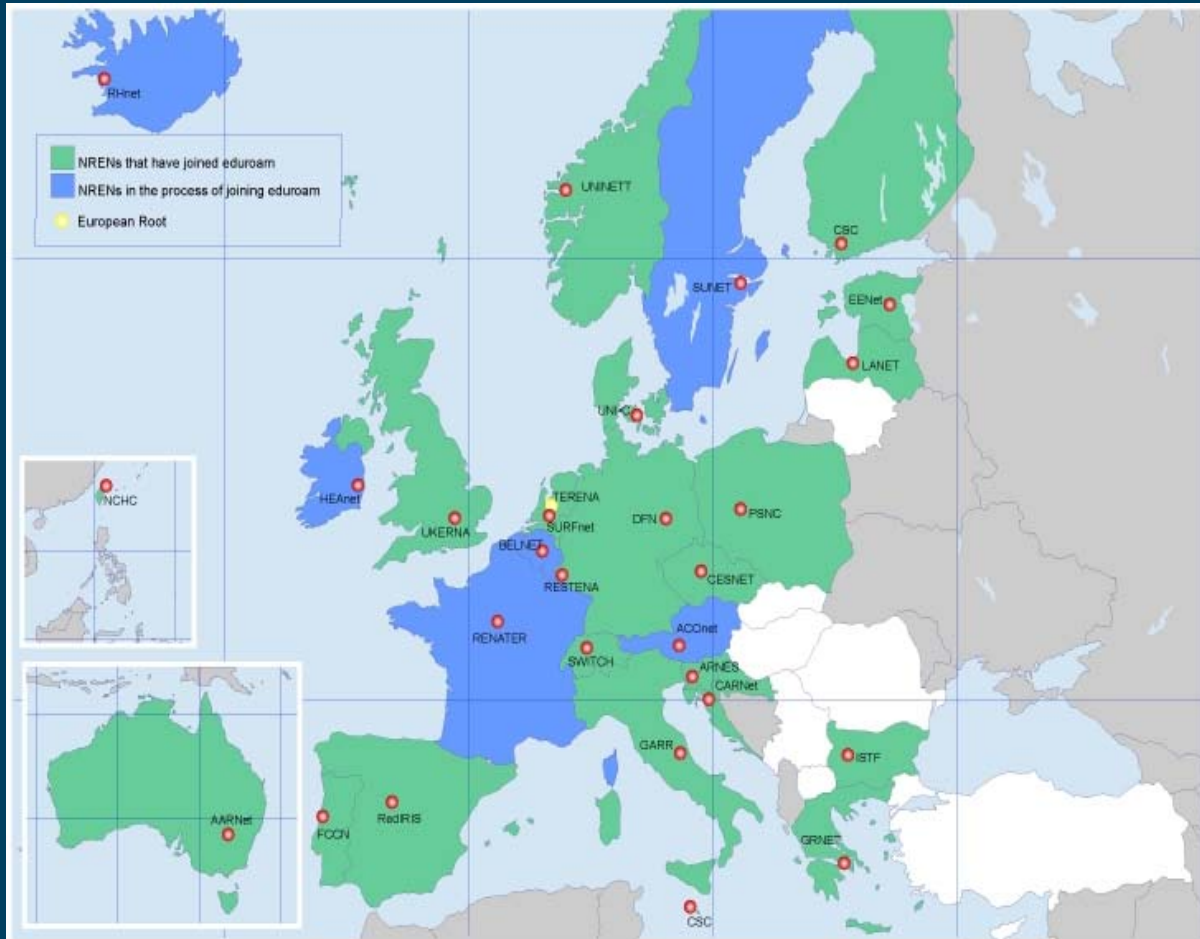 RHnet
NRENs that have joined eduroam
NRENs in the process of joining eduroam
European Root
UNINETT
CSC
SUNET
EENet
LANET
UNI•C
HEAnet
UKERNA
TERENA
SURFnet
DFN
PSNC
BELNET
RESTENA
CESNET
RENATER
ACOnet
SWITCH
ARNES
CARNet
GARR
ISTF
RedIRIS
FCCN
GRNET
CSC
NCHC
AARNet